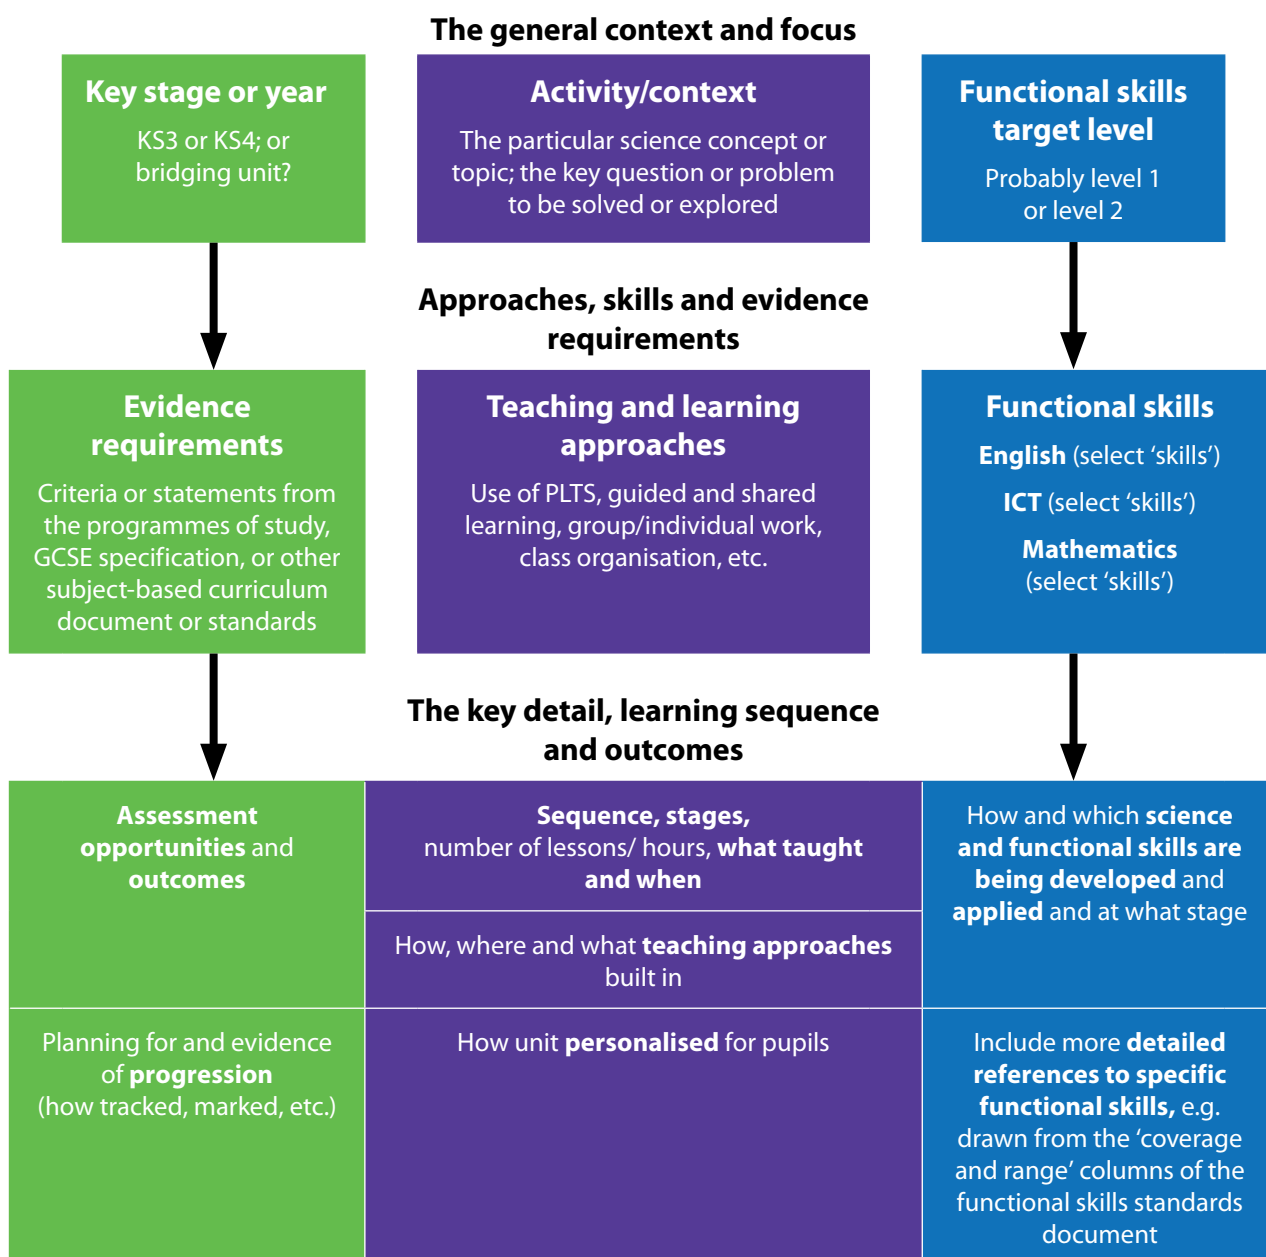 The general context and focus
Key stage or year
KS3 or KS4; or
bridging unit?
Activity/context
The particular science concept or
topic; the key question or problem
to be solved or explored
Functional skills
target level
Probably level 1
or level 2
Approaches, skills and evidence
requirements
Evidence
requirements
Criteria or statements from
the programmes of study,
GCSE specification, or other
subject-based curriculum
document or standards
Teaching and learning
approaches
Use of PLTS, guided and shared
learning, group/individual work,
class organisation, etc.
Functional skills
English (select ‘skills’)
ICT (select ‘skills’)
Mathematics
(select ‘skills’)
The key detail, learning sequence
and outcomes
Assessment
opportunities and
outcomes
Sequence, stages,
number of lessons/ hours, what taught
and when
How, where and what teaching approaches
built in
How and which science
and functional skills are
being developed and
applied and at what stage
Planning for and evidence
of progression
(how tracked, marked, etc.)
How unit personalised for pupils
Include more detailed
references to specific
functional skills, e.g.
drawn from the ‘coverage
and range’ columns of the
functional skills standards
document